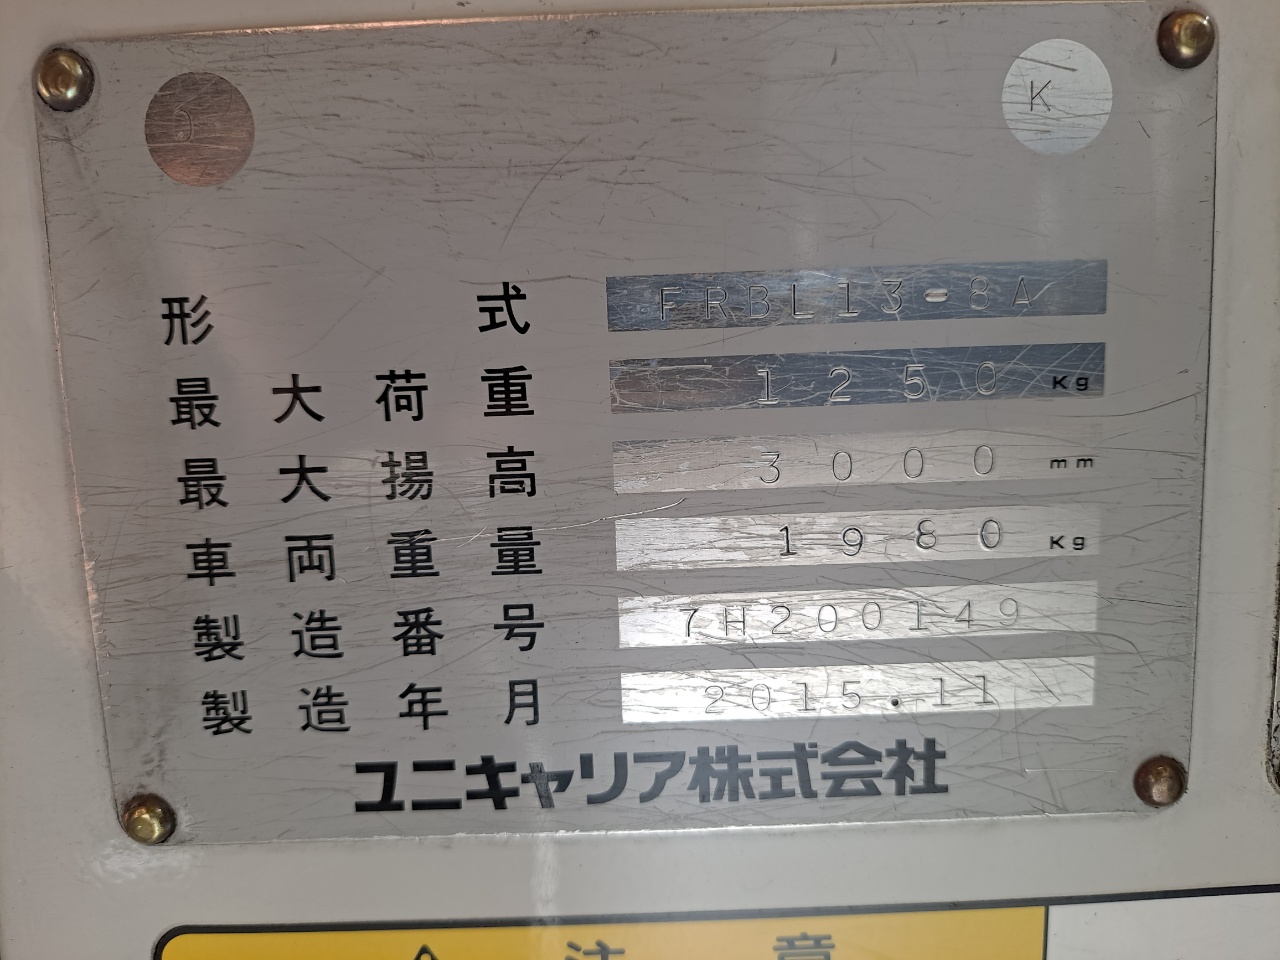 K
形式 FRBL13-8A
最大荷重 1250 Kg
最大揚高 3000 mm
車両重量 1980 Kg
製造番号 7H200149
製造年月 2015.11
ユニキャリア株式会社
注意